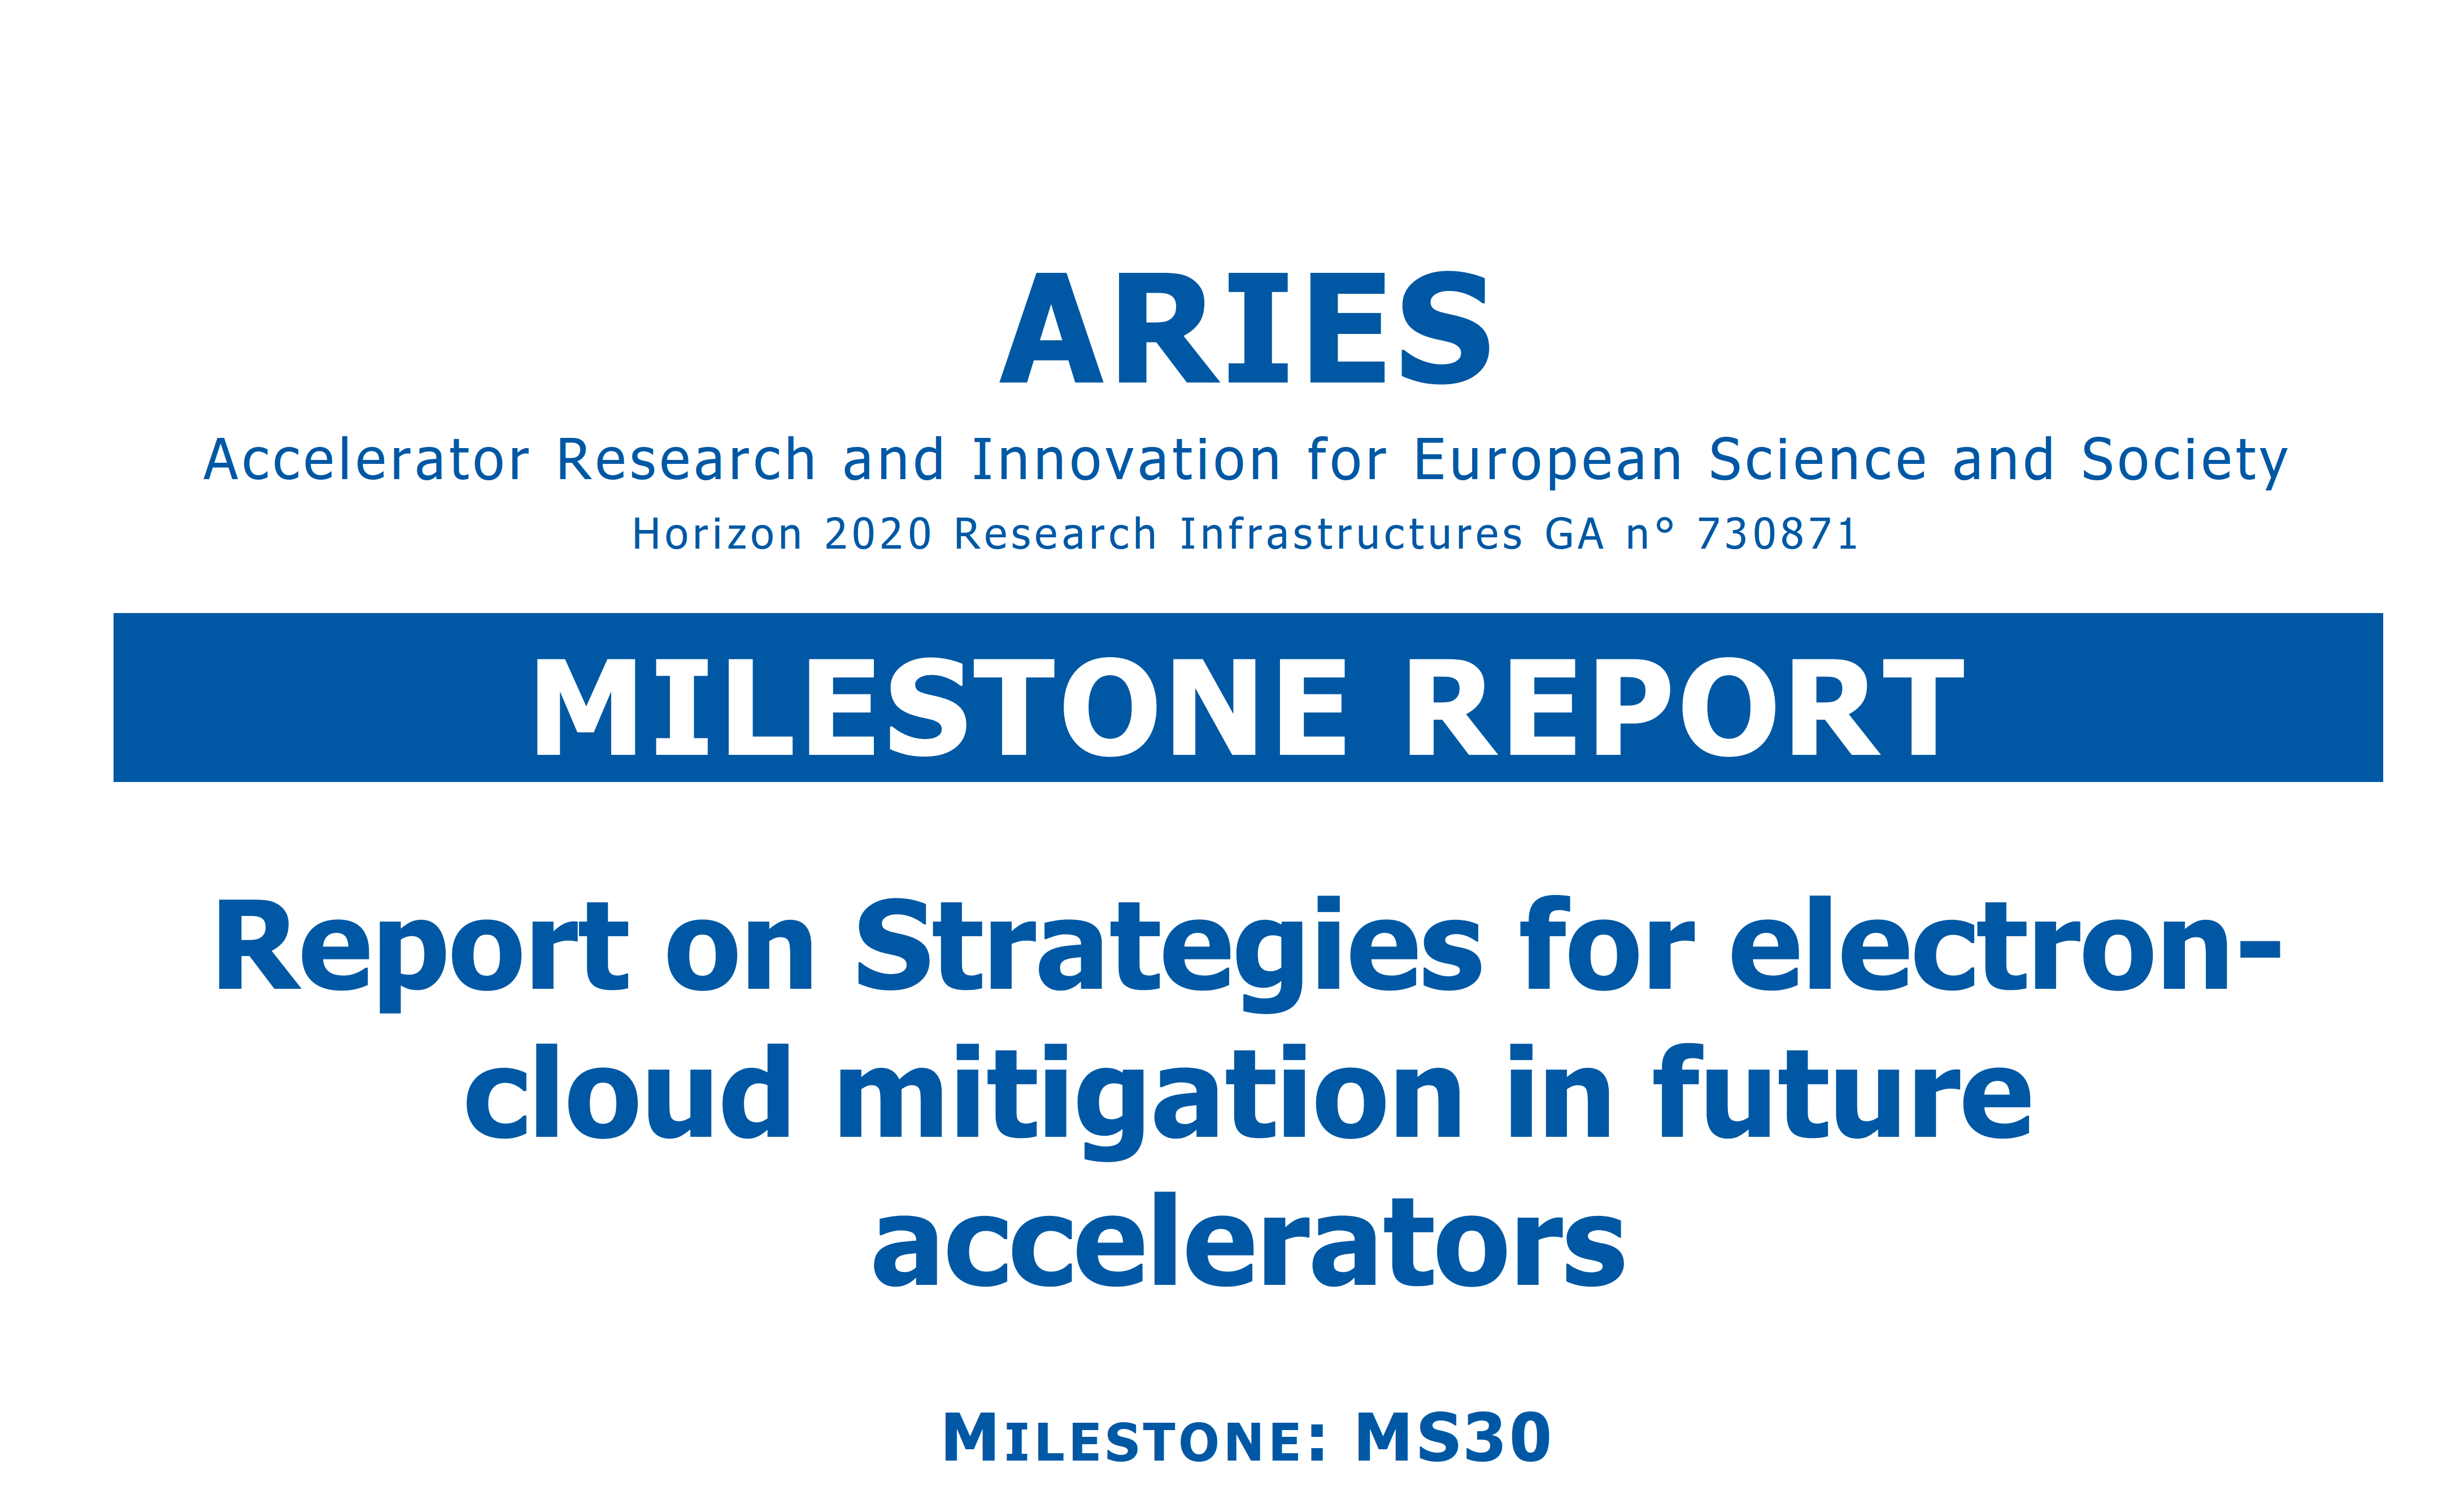 ARIES
Accelerator Research and Innovation for European Science and Society
Horizon 2020 Research Infrastructures GA n° 730871
MILESTONE REPORT
Report on Strategies for electron-
cloud mitigation in future
accelerators
MILESTONE: MS30